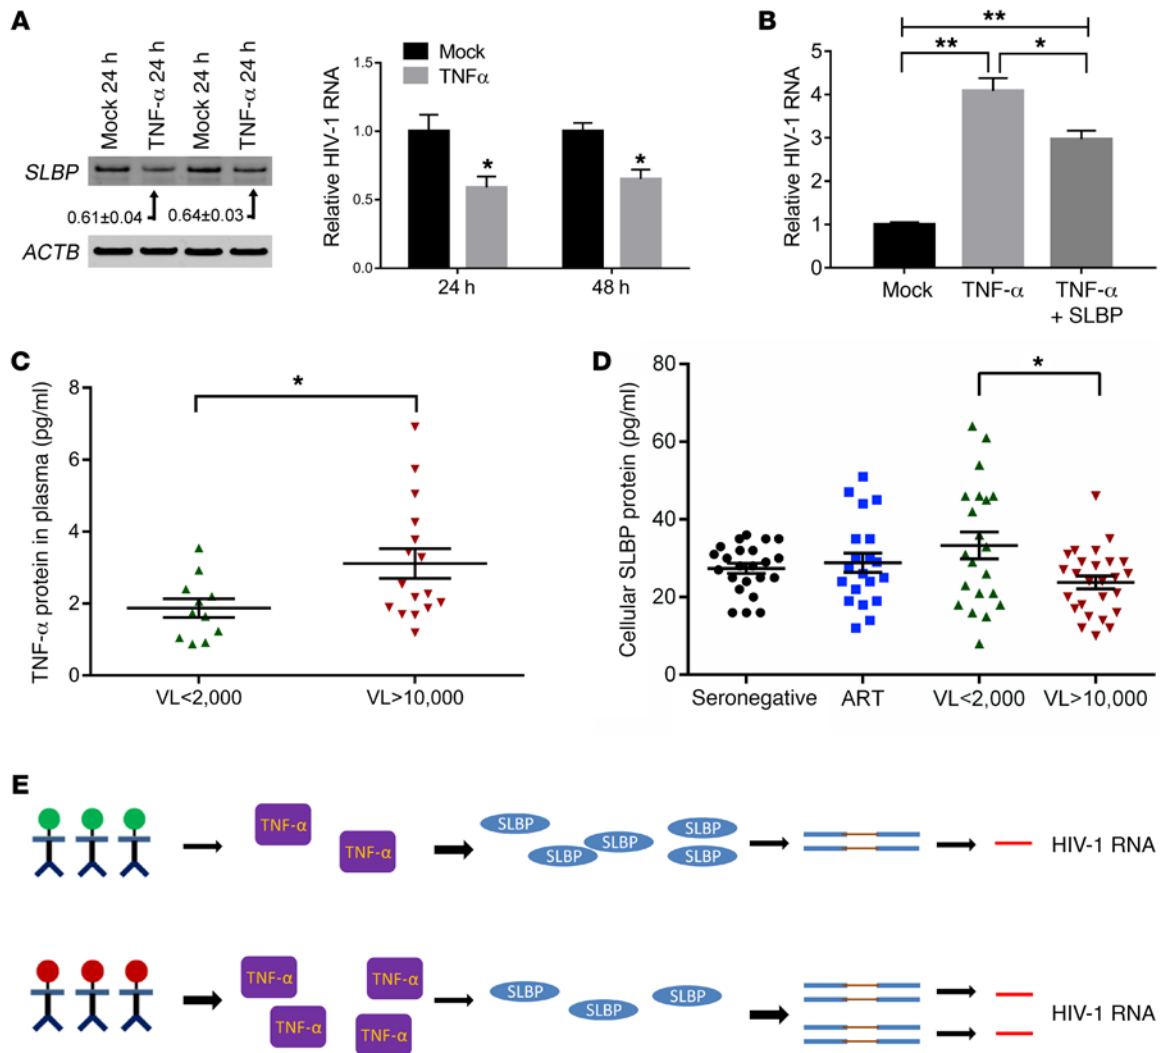 A
Mock 24 h
TNF-α 24 h
Mock 24 h
TNF-α 24 h
SLBP
0.61±0.04
0.64±0.03
ACTB
Relative HIV-1 RNA
1.5
1.0
0.5
0.0
Mock
TNFα
*
*
24 h
48 h
B
Relative HIV-1 RNA
5
4
3
2
1
0
**
**
*
Mock
TNF-α
TNF-α
+ SLBP
C
TNF-α protein in plasma (pg/ml)
8
6
4
2
0
*
VL<2,000
VL>10,000
D
Cellular SLBP protein (pg/ml)
80
60
40
20
0
*
Seronegative
ART
VL<2,000
VL>10,000
E
TNF-α
TNF-α
SLBP
SLBP
SLBP
SLBP
SLBP
HIV-1 RNA
TNF-α
TNF-α
TNF-α
TNF-α
SLBP
SLBP
SLBP
HIV-1 RNA